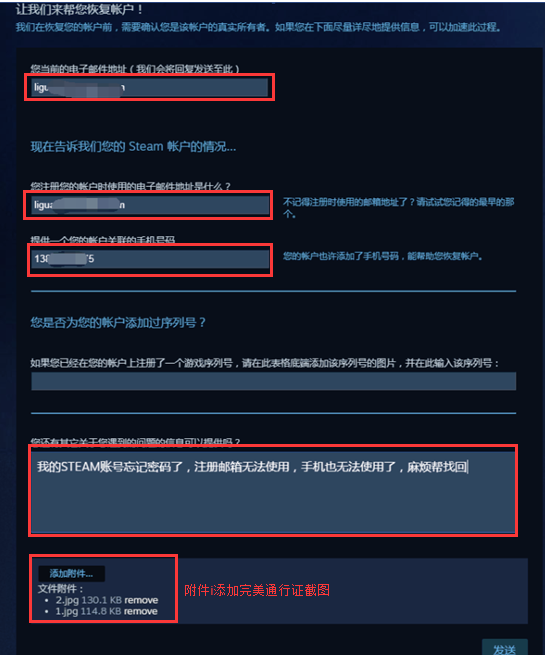 让我们来帮您恢复帐户！
我们在恢复您的帐户前，需要确认您是该帐户的真实所有者。如果您在下面尽量详尽地提供信息，可以加速此过程。
您当前的电子邮件地址（我们会将回复发送至此）
ligu m
现在告诉我们您的 Steam 帐户的情况...
您注册您的帐户时使用的电子邮件地址是什么？
ligua m
不记得注册时使用的邮箱地址了？请试试您记得的最早的那
个。
提供一个您的帐户关联的手机号码
138 75
您的帐户也许添加了手机号码，能帮助您恢复帐户。
您是否为您的帐户添加过序列号？
如果您已经在您的帐户上注册了一个游戏序列号，请在此表格底端添加该序列号的图片，并在此输入该序列号：
您还有其它关于您遇到的问题的信息可以提供吗？
我的STEAM账号忘记密码了，注册邮箱无法使用，手机也无法使用了，麻烦帮找回
添加附件...
文件附件：
2.jpg 130.1 KB remove
1.jpg 114.8 KB remove
附件i添加完美通行证截图
发送